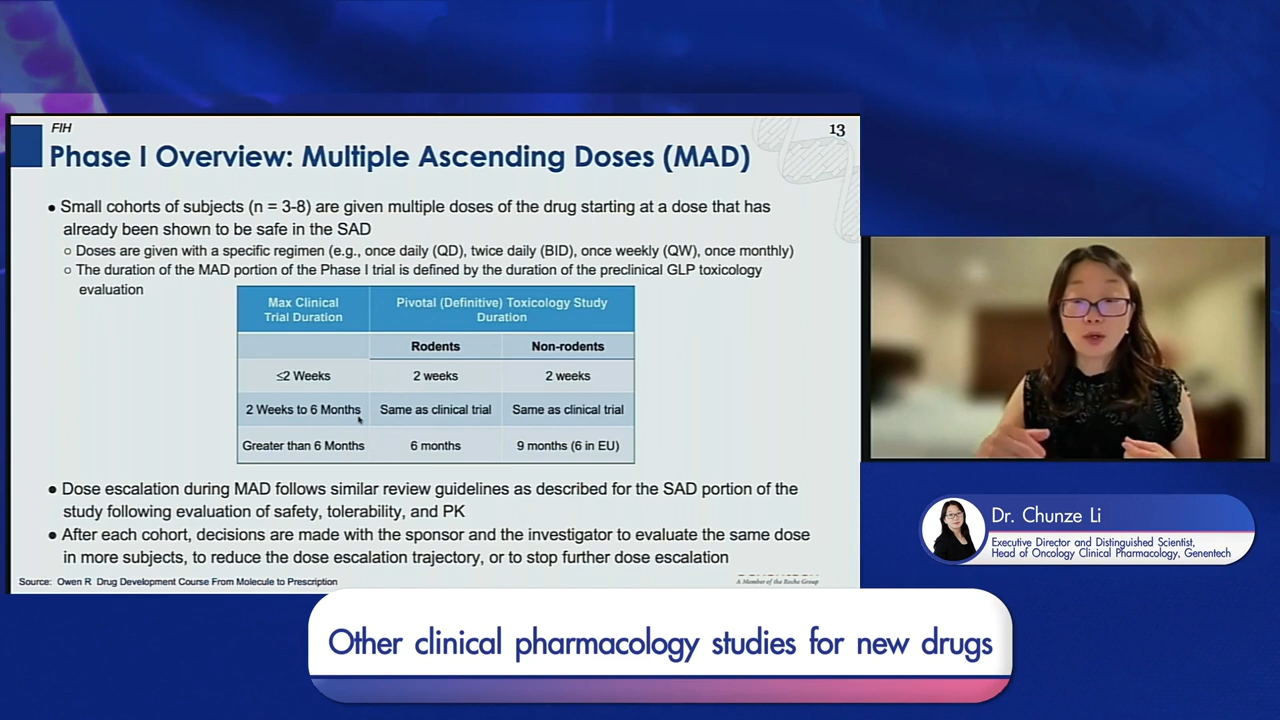 FIH
13
Phase I Overview: Multiple Ascending Doses (MAD)
● Small cohorts of subjects (n = 3-8) are given multiple doses of the drug starting at a dose that has
already been shown to be safe in the SAD
○ Doses are given with a specific regimen (e.g., once daily (QD), twice daily (BID), once weekly (QW), once monthly)
○ The duration of the MAD portion of the Phase I trial is defined by the duration of the preclinical GLP toxicology
evaluation
Max Clinical
Trial Duration
Pivotal (Definitive) Toxicology Study
Duration
Rodents
Non-rodents
≤2 Weeks
2 weeks
2 weeks
2 Weeks to 6 Months
Same as clinical trial
Same as clinical trial
Greater than 6 Months
6 months
9 months (6 in EU)
● Dose escalation during MAD follows similar review guidelines as described for the SAD portion of the
study following evaluation of safety, tolerability, and PK
● After each cohort, decisions are made with the sponsor and the investigator to evaluate the same dose
in more subjects, to reduce the dose escalation trajectory, or to stop further dose escalation
Source: Owen R Drug Development Course From Molecule to Prescription
A Member of the Roche Group
Dr. Chunze Li
Executive Director and Distinguished Scientist,
Head of Oncology Clinical Pharmacology, Genentech
Other clinical pharmacology studies for new drugs